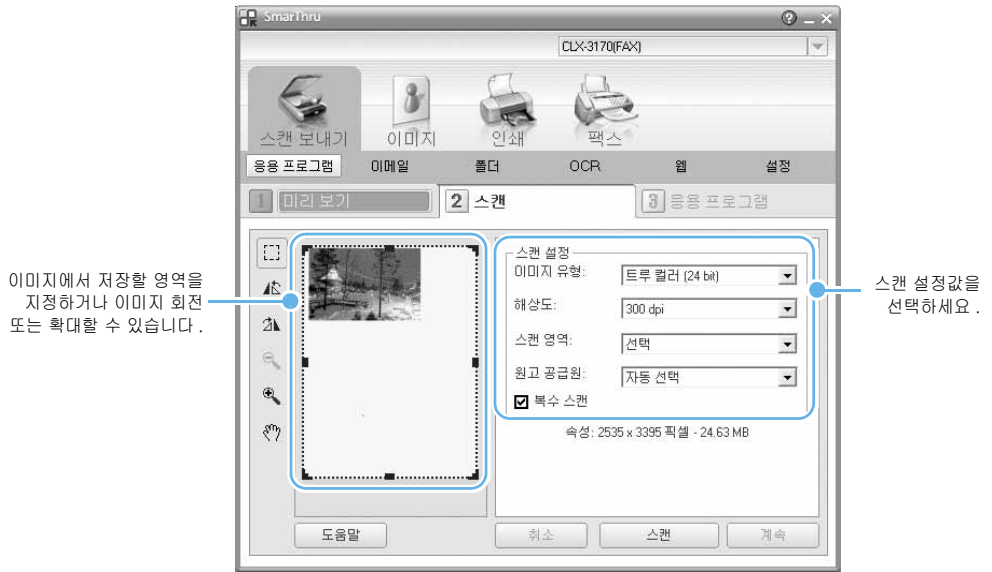 SmarThru
CLX-3170(FAX)
스캔 보내기 이미지 인쇄 팩스
응용 프로그램 이메일 폴더 OCR 웹 설정
1 미리 보기 2 스캔 3 응용 프로그램
이미지에서 저장할 영역을
지정하거나 이미지 회전
또는 확대할 수 있습니다 .
스캔 설정
이미지 유형: 트루 컬러 (24 bit)
해상도: 300 dpi
스캔 영역: 선택
원고 공급원: 자동 선택
복수 스캔
속성: 2535 x 3395 픽셀 - 24.63 MB
스캔 설정값을
선택하세요 .
도움말 취소 스캔 계속